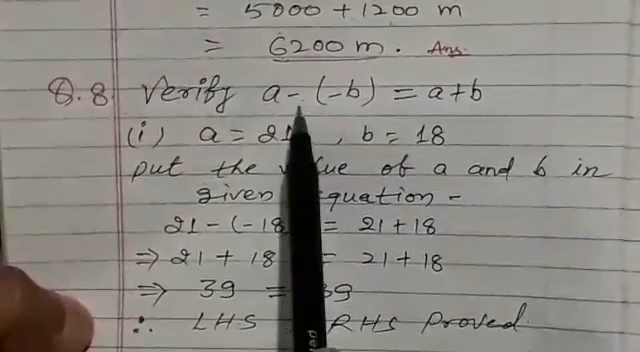 = 5000 + 1200 m
= 6200 m. Ans.
Q.8. Verify a - (-b) = a + b
(i) a = 21 , b = 18
put the value of a and b in
given equation -
21 - (-18 = 21 + 18
⇒ 21 + 18 = 21 + 18
⇒ 39 = 39
∴ LHS RHS Proved.